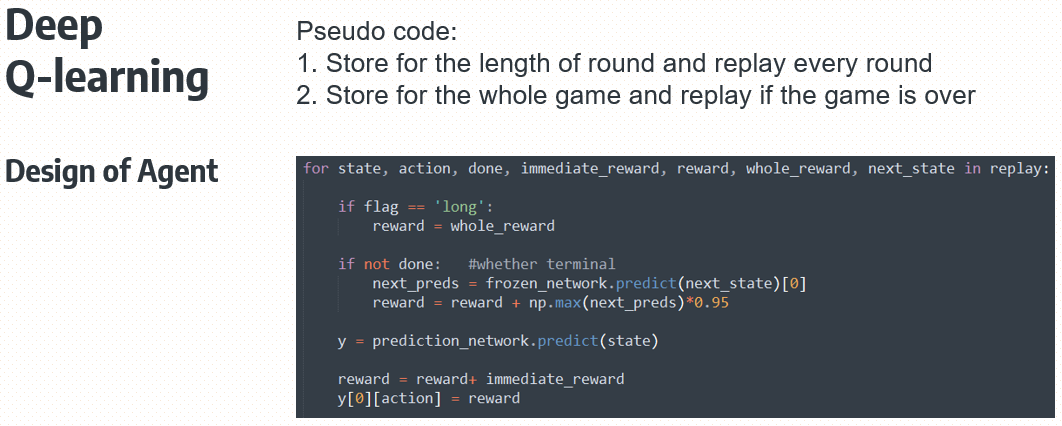 Deep
Q-learning
Pseudo code:
1. Store for the length of round and replay every round
2. Store for the whole game and replay if the game is over
Design of Agent
for state, action, done, immediate_reward, reward, whole_reward, next_state in replay:
if flag == 'long':
reward = whole_reward
if not done:   #whether terminal
next_preds = frozen_network.predict(next_state)[0]
reward = reward + np.max(next_preds)*0.95
y = prediction_network.predict(state)
reward = reward+ immediate_reward
y[0][action] = reward